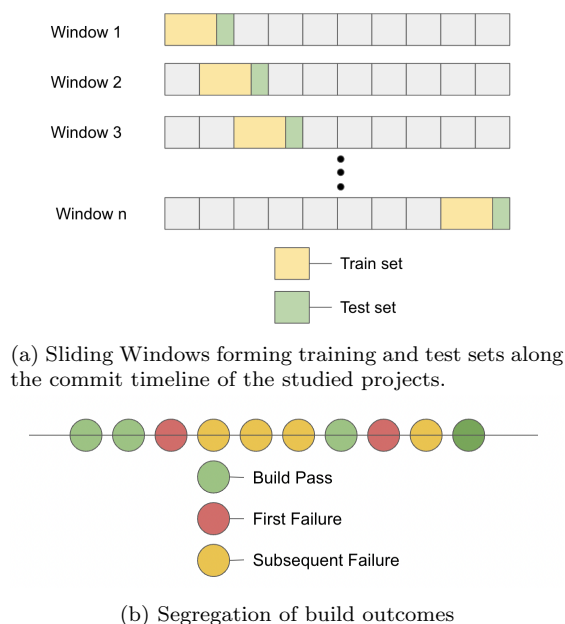 Window 1
Window 2
Window 3
Window n
Train set
Test set
(a) Sliding Windows forming training and test sets along
the commit timeline of the studied projects.
Build Pass
First Failure
Subsequent Failure
(b) Segregation of build outcomes